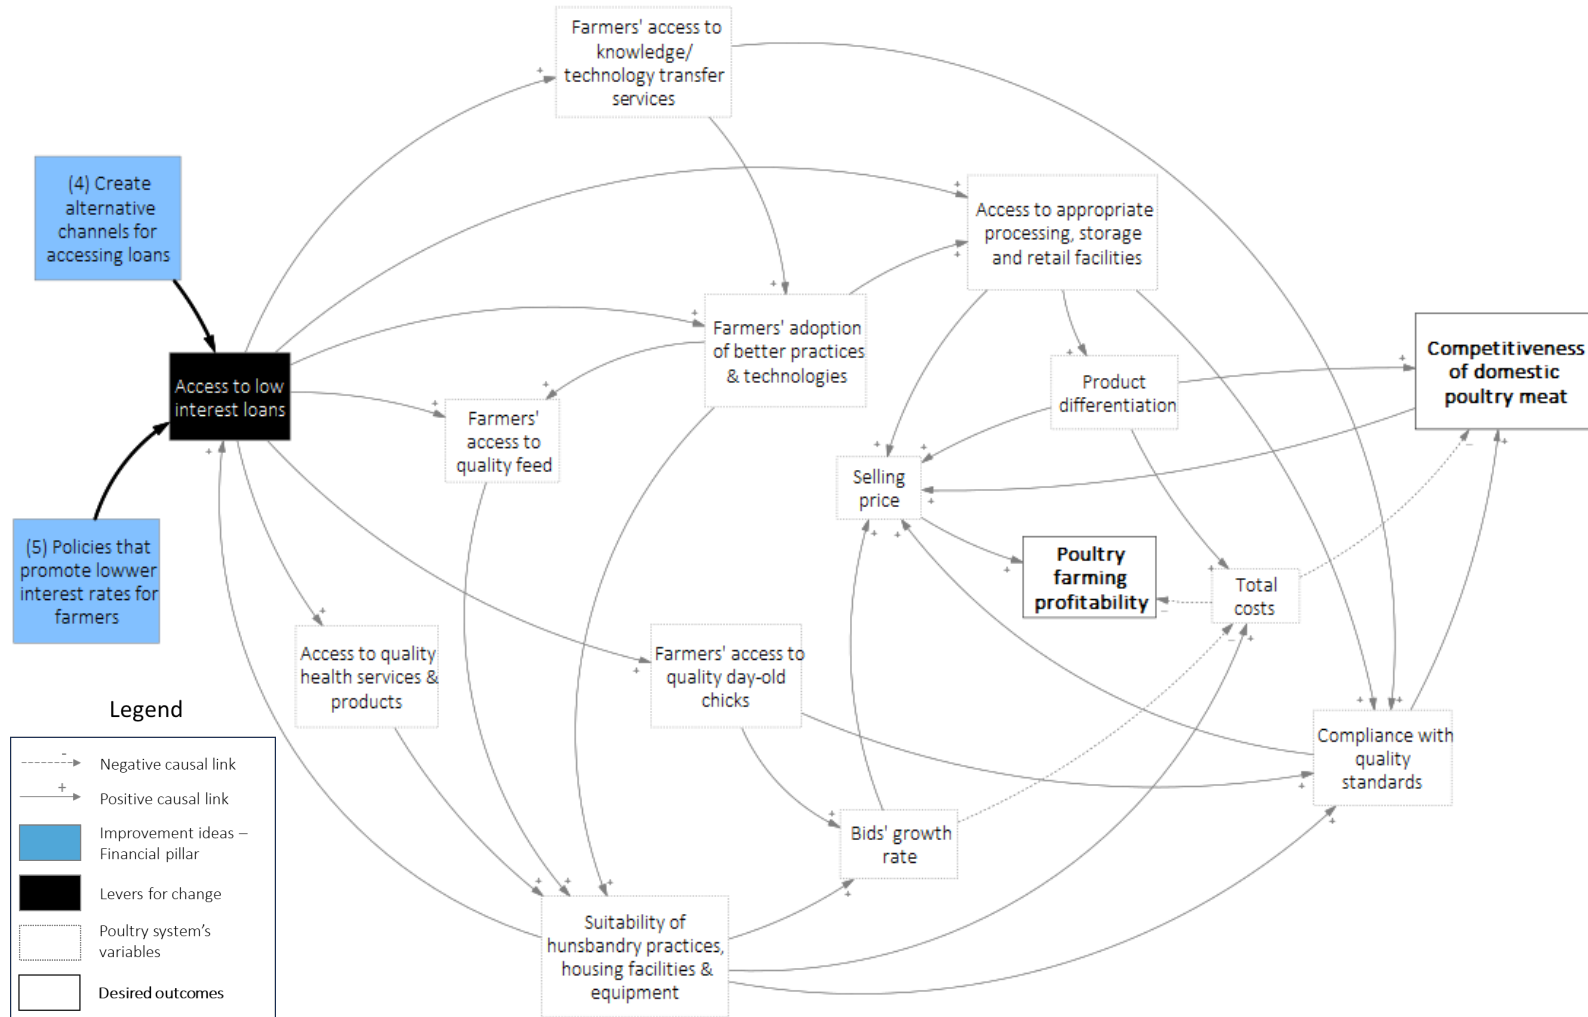 Farmers' access to
knowledge/
technology transfer
services
(4) Create
alternative
channels for
accessing loans
Access to appropriate
processing, storage
and retail facilities
Farmers' adoption
of better practices
& technologies
Competitiveness
of domestic
poultry meat
Access to low
interest loans
Product
differentiation
Farmers'
access to
quality feed
Selling
price
(5) Policies that
promote lowwer
interest rates for
farmers
Poultry
farming
profitability
Total
costs
Access to quality
health services &
products
Farmers' access to
quality day-old
chicks
Compliance with
quality
standards
Bids' growth
rate
Suitability of
hunsbandry practices,
housing facilities &
equipment
Legend
- Negative causal link
+ Positive causal link
Improvement ideas –
Financial pillar
Levers for change
Poultry system's
variables
Desired outcomes